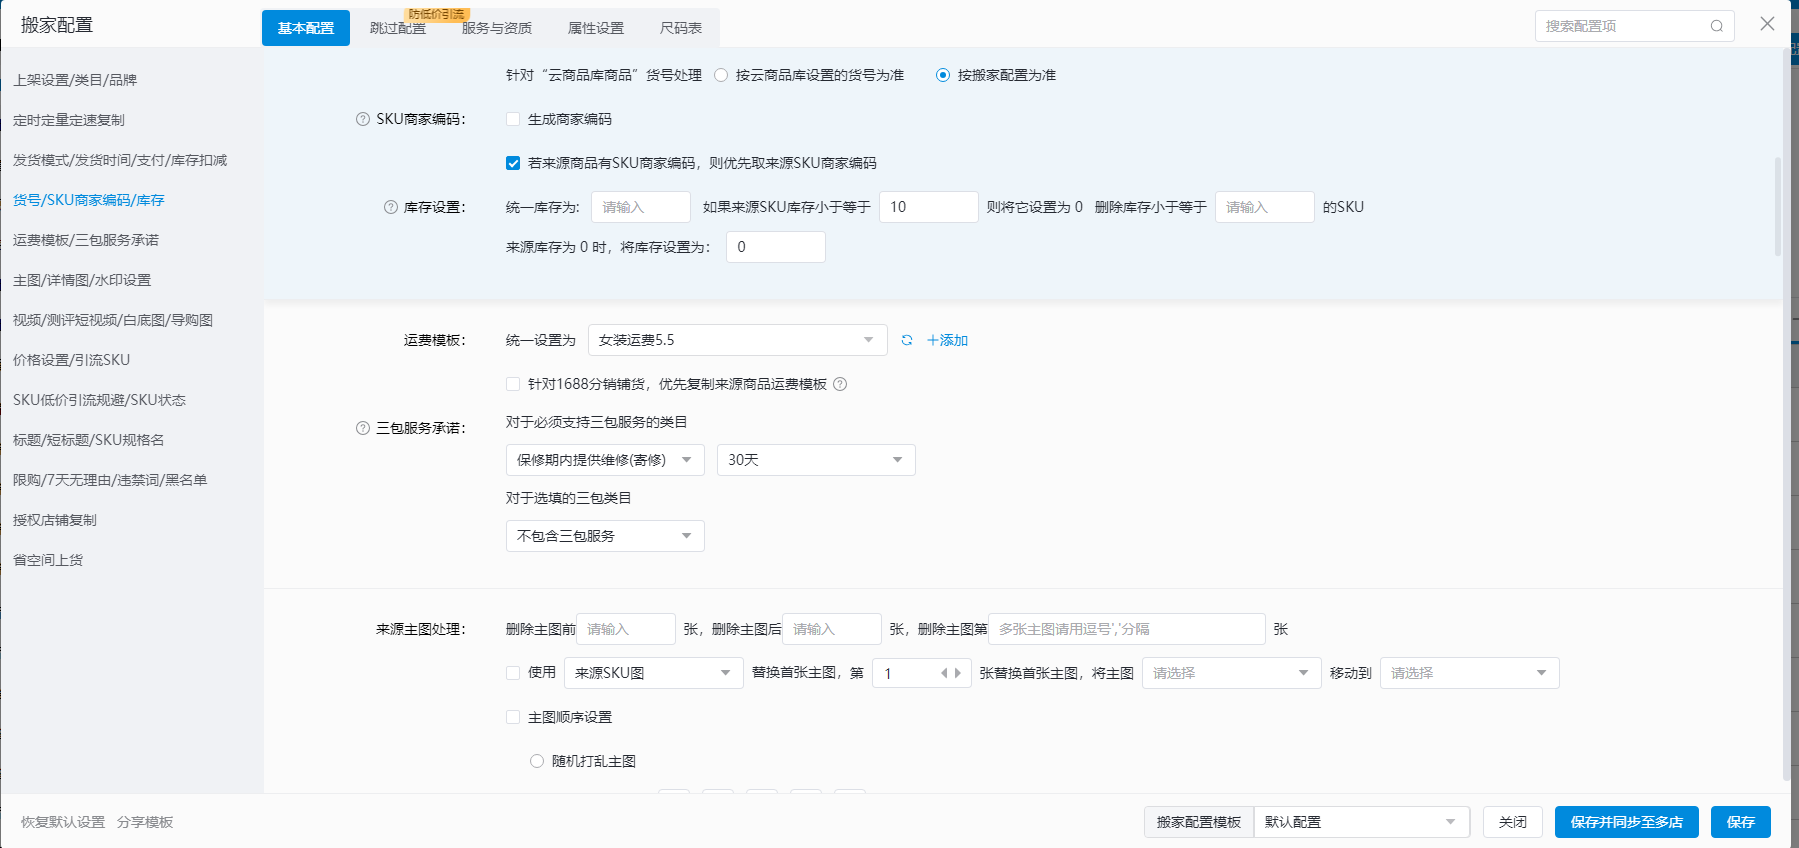 搬家配置
基本配置
跳过配置
防低价引流
服务与资质
属性设置
尺码表
搜索配置项
上架设置/类目/品牌
定时定量定速复制
发货模式/发货时间/支付/库存扣减
货号/SKU商家编码/库存
运费模板/三包服务承诺
主图/详情图/水印设置
视频/测评短视频/白底图/导购图
价格设置/引流SKU
SKU低价引流规避/SKU状态
标题/短标题/SKU规格名
限购/7天无理由/违禁词/黑名单
授权店铺复制
省空间上货
针对“云商品库商品”货号处理 按云商品库设置的货号为准 按搬家配置为准
SKU商家编码： 生成商家编码
若来源商品有SKU商家编码，则优先取来源SKU商家编码
库存设置： 统一库存为: 请输入 如果来源SKU库存小于等于 10 则将它设置为 0 删除库存小于等于 请输入 的SKU
来源库存为 0 时，将库存设置为： 0
运费模板： 统一设置为 女装运费5.5 添加
针对1688分销铺货，优先复制来源商品运费模板
三包服务承诺： 对于必须支持三包服务的类目
保修期内提供维修(寄修) 30天
对于选填的三包类目
不包含三包服务
来源主图处理： 删除主图前 请输入 张，删除主图后 请输入 张，删除主图第 多张主图请用逗号','分隔 张
使用 来源SKU图 替换首张主图，第 1 张替换首张主图，将主图 请选择 移动到 请选择
主图顺序设置
随机打乱主图
恢复默认设置 分享模板 搬家配置模板 默认配置 关闭 保存并同步至多店 保存